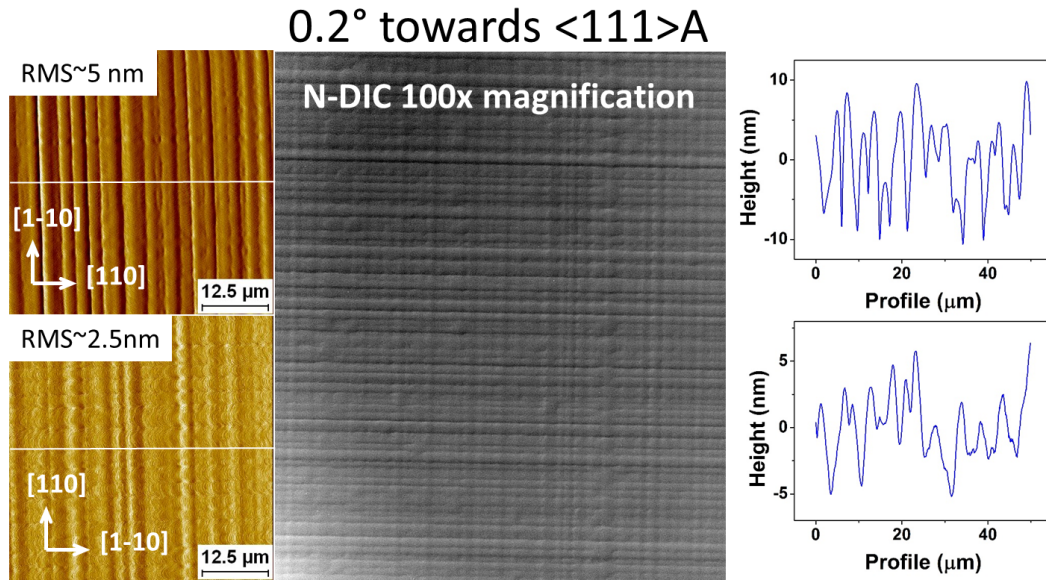 0.2° towards <111>A
RMS~5 nm
[1-10]
[110]
12.5 µm
RMS~2.5nm
[110]
[1-10]
12.5 µm
N-DIC 100x magnification
Height (nm)
10
0
-10
0 20 40
Profile (µm)
Height (nm)
5
0
-5
0 20 40
Profile (µm)